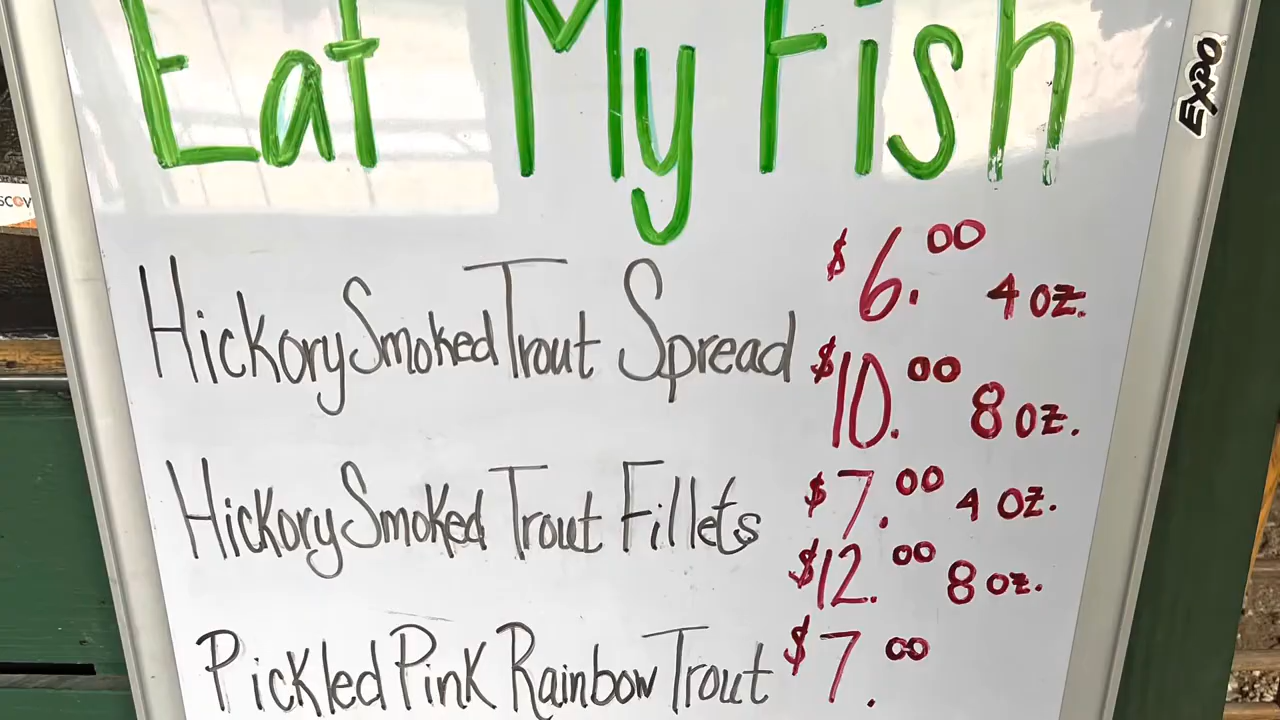 Eat My Fish
EXPO
Hickory Smoked Trout Spread $6.00 4 oz.
$10.00 8 oz.
Hickory Smoked Trout Fillets $7.00 4 oz.
$12.00 8 oz.
Pickled Pink Rainbow Trout $7.00